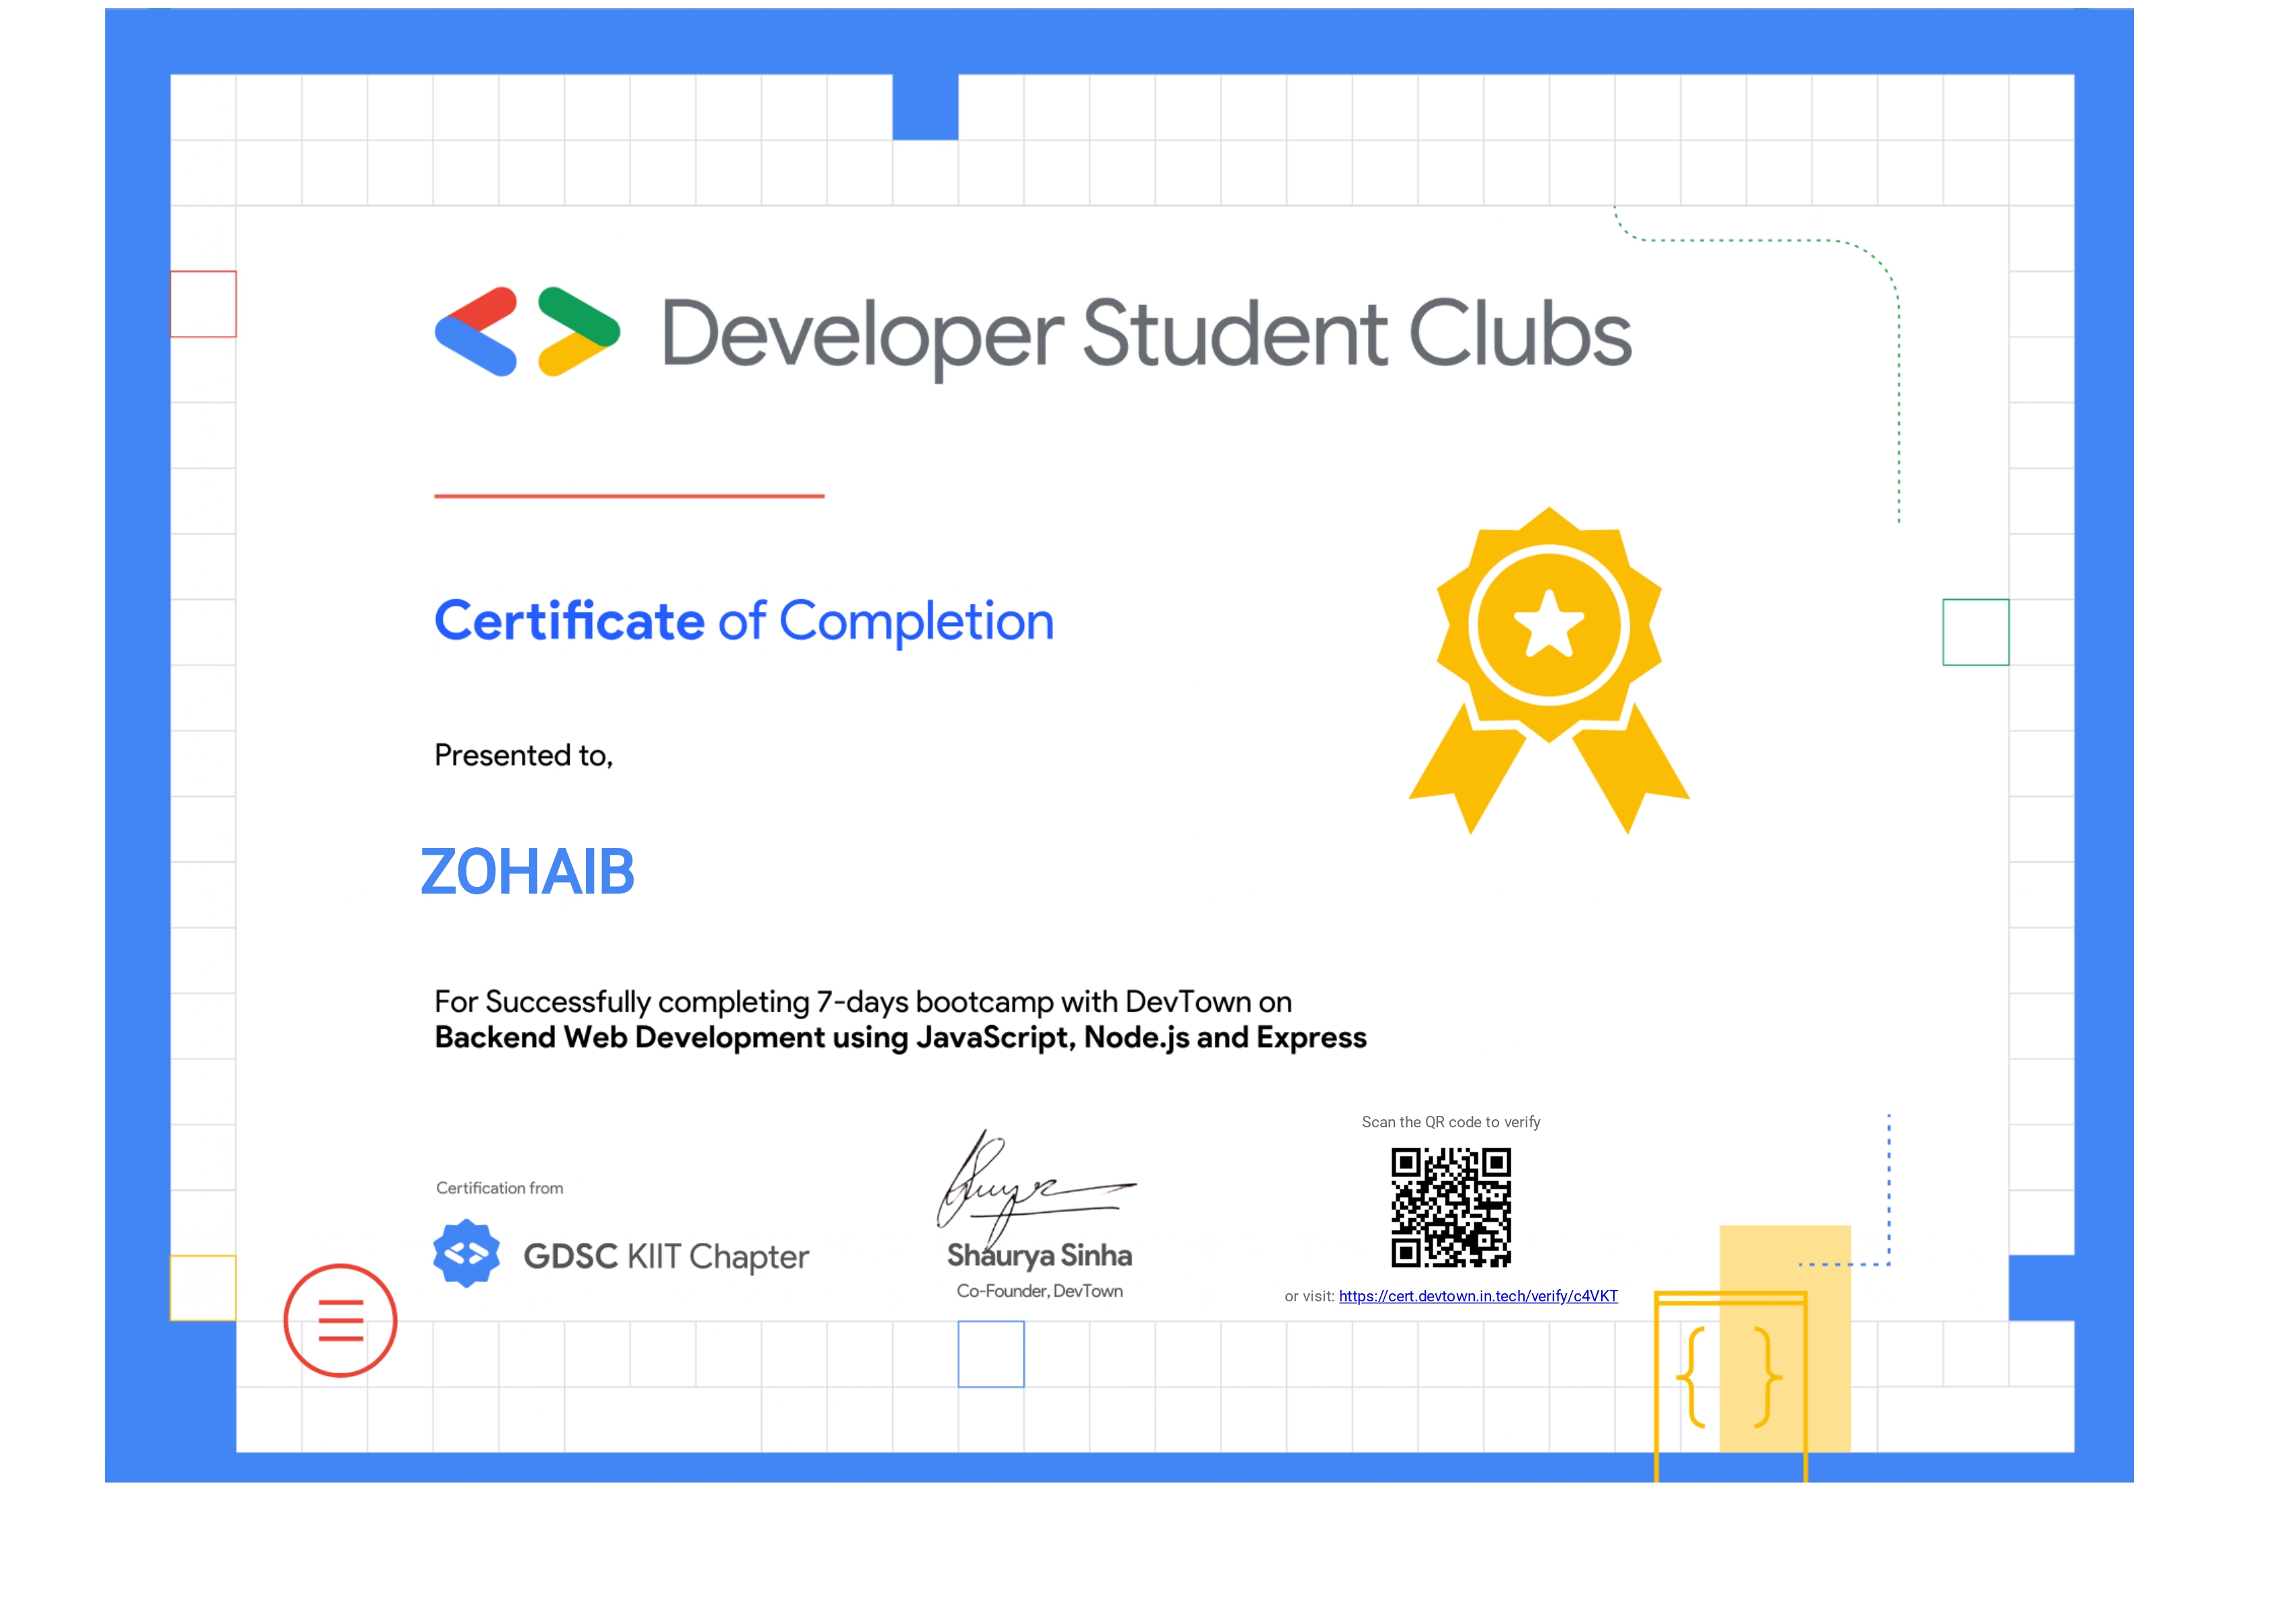 Developer Student Clubs
Certificate of Completion
Presented to,
ZOHAIB
For Successfully completing 7-days bootcamp with DevTown on
Backend Web Development using JavaScript, Node.js and Express
Certification from
GDSC KIIT Chapter
Shaurya Sinha
Co-Founder, DevTown
Scan the QR code to verify
or visit: https://cert.devtown.in.tech/verify/c4VKT
{ }